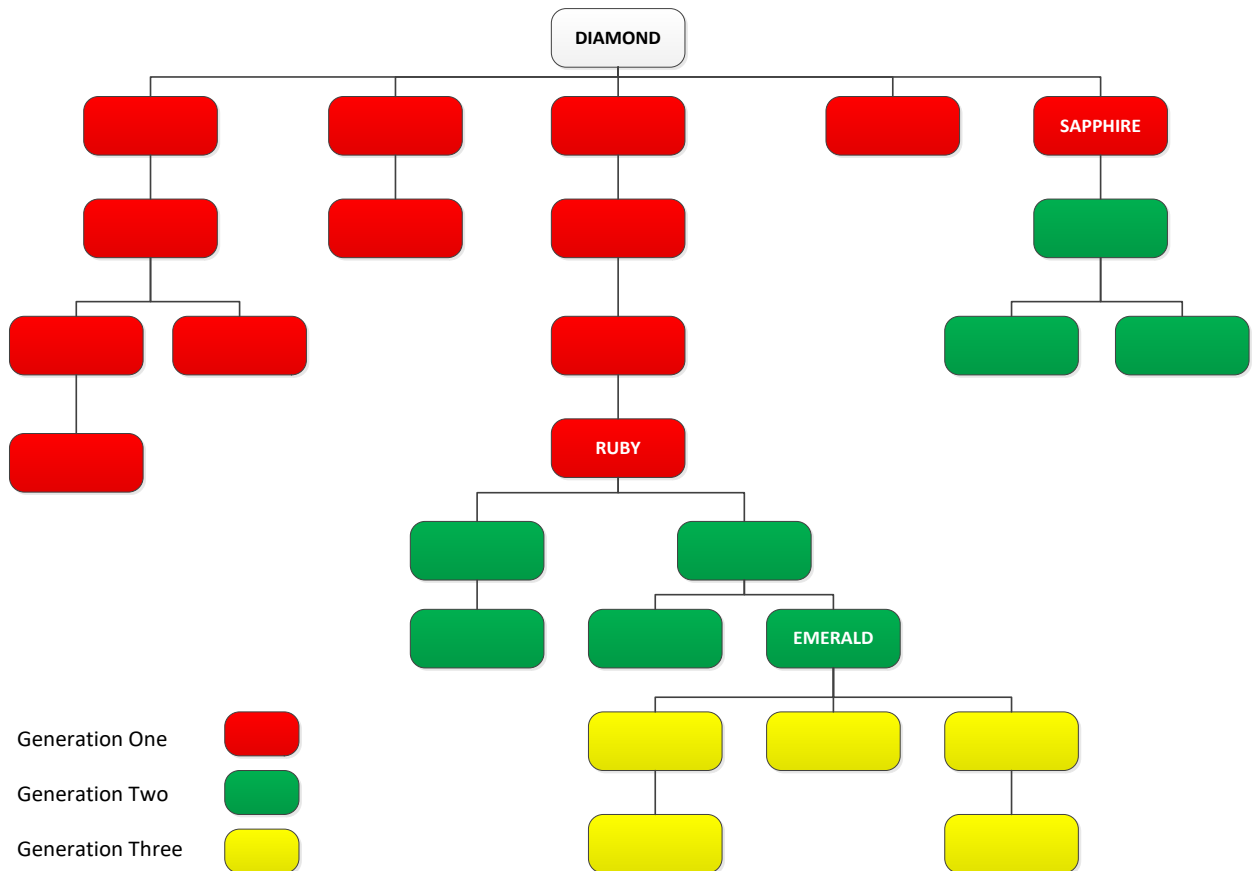 DIAMOND
SAPPHIRE
RUBY
EMERALD
Generation One
Generation Two
Generation Three